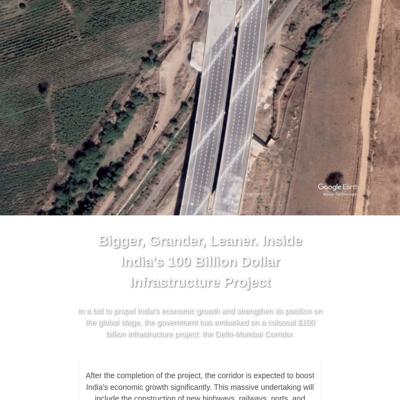 Google Earth
Bigger, Grander, Leaner. Inside
India's 100 Billion Dollar
Infrastructure Project
In a bid to propel India's economic growth and strengthen its position on
the global stage, the government has embarked on a colossal $100
billion infrastructure project: the Delhi-Mumbai Corridor.
After the completion of the project, the corridor is expected to boost
India's economic growth significantly. This massive undertaking will
include the construction of new highways, railways, ports, and